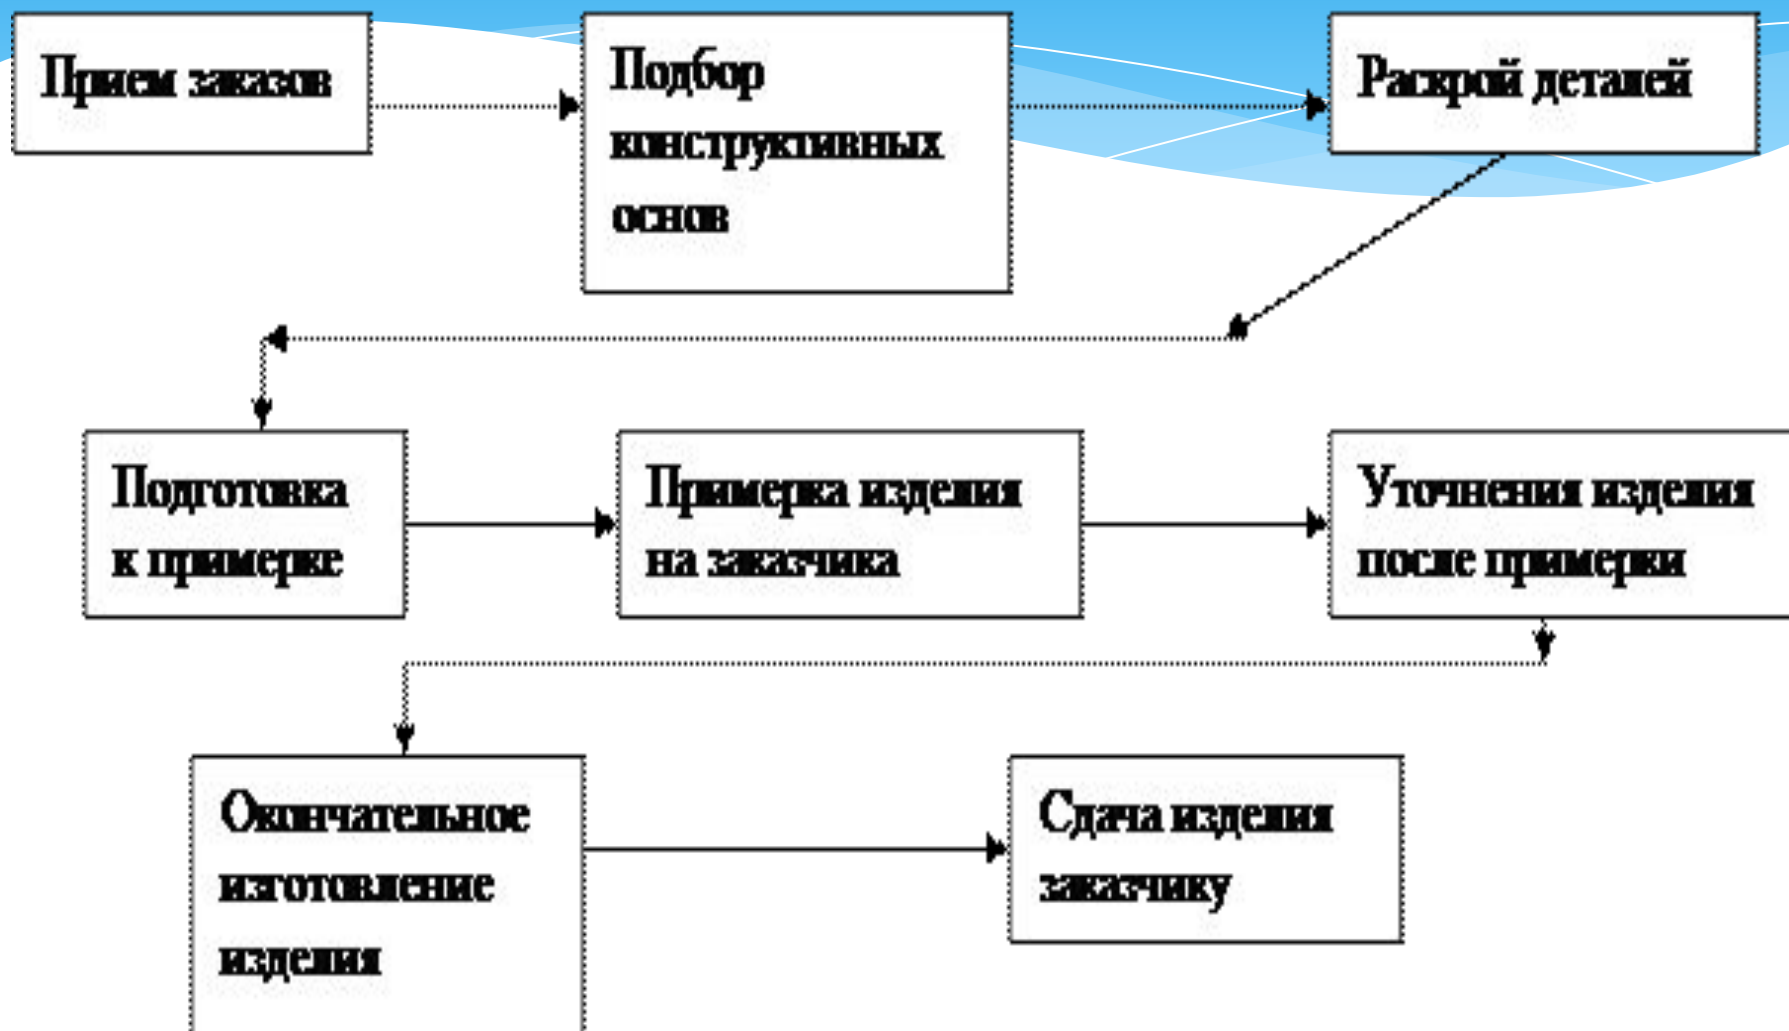 Прием заказов
Подбор
конструктивных
основ
Раскрой деталей
Подготовка
к примерке
Примерка изделия
на заказчика
Уточнения изделия
после примерки
Окончательное
изготовление
изделия
Сдача изделия
заказчику